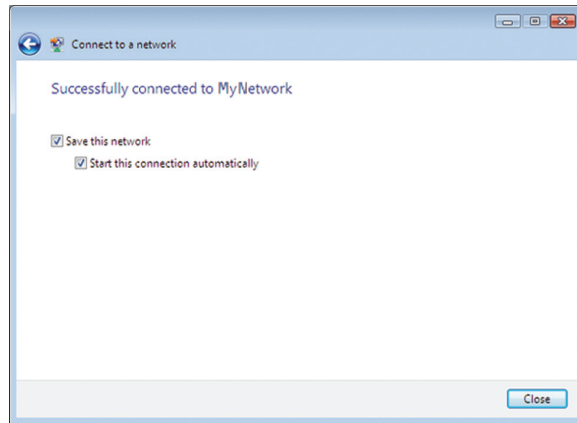 Connect to a network
Successfully connected to MyNetwork
Save this network
Start this connection automatically
Close